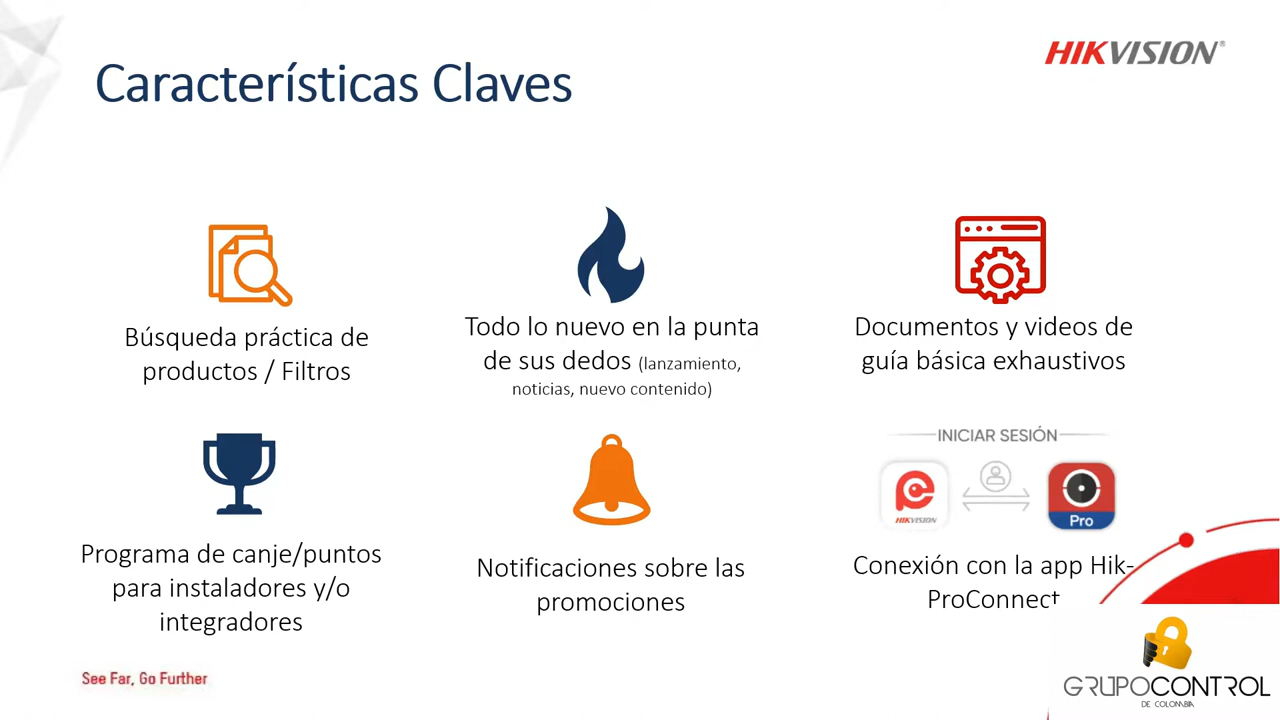 HIKVISION®
Características Claves
Búsqueda práctica de
productos / Filtros
Todo lo nuevo en la punta
de sus dedos (lanzamiento,
noticias, nuevo contenido)
Documentos y videos de
guía básica exhaustivos
Programa de canje/puntos
para instaladores y/o
integradores
Notificaciones sobre las
promociones
INICIAR SESIÓN
HIKVISION
Pro
Conexión con la app Hik-
ProConnect
See Far, Go Further
GRUPOCONTROL
DE COLOMBIA